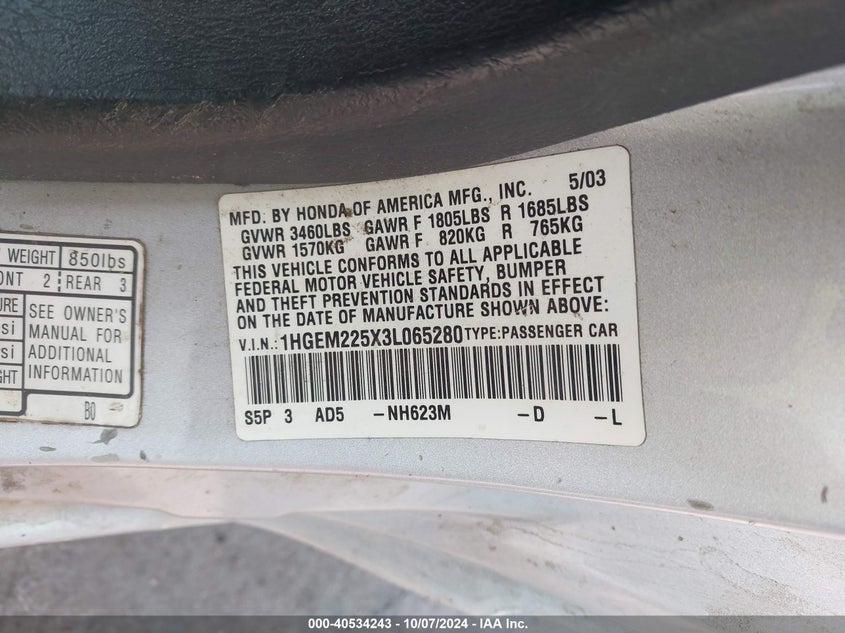 MFD. BY HONDA OF AMERICA MFG., INC. 5/03
GVWR 3460LBS GAWR F 1805LBS R 1685LBS
GVWR 1570KG GAWR F 820KG R 765KG
THIS VEHICLE CONFORMS TO ALL APPLICABLE
FEDERAL MOTOR VEHICLE SAFETY, BUMPER
AND THEFT PREVENTION STANDARDS IN EFFECT
ON THE DATE OF MANUFACTURE SHOWN ABOVE:
V.I.N.: 1HGEM225X3L065280 TYPE: PASSENGER CAR
S5P 3 AD5 -NH623M -D -L
WEIGHT 850lbs
2 REAR 3
SEE OWNER'S
MANUAL FOR
ADDITIONAL
INFORMATION
B0
000-40534243 - 10/07/2024 - IAA Inc.